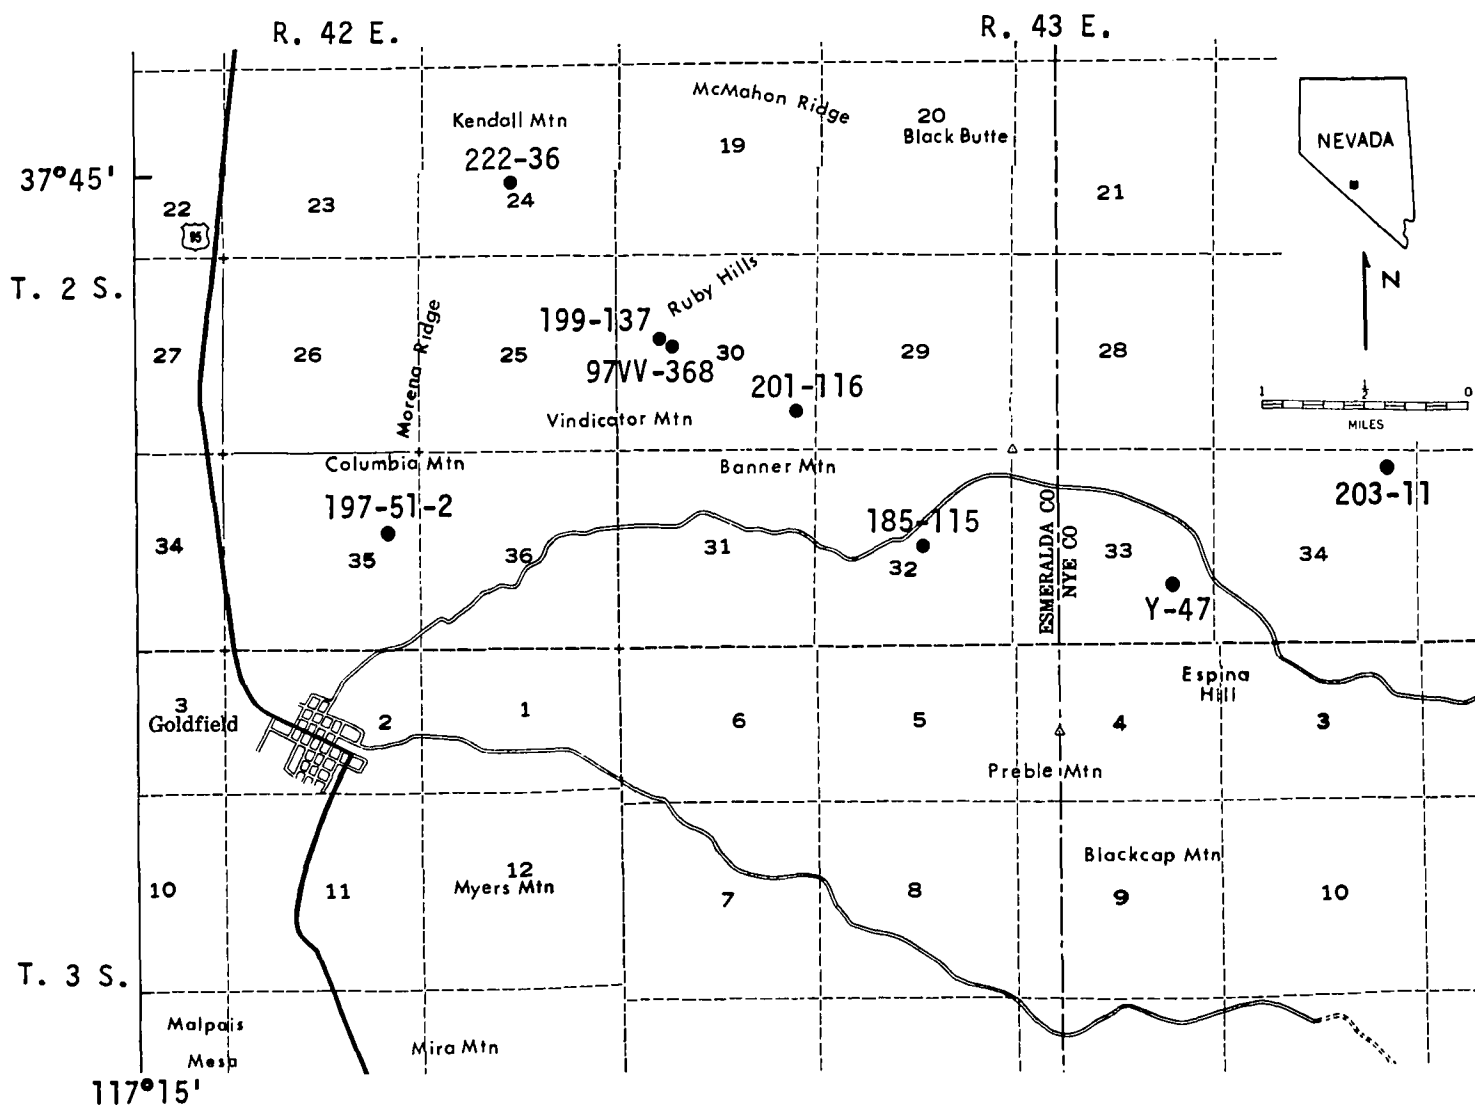 R. 42 E.
R. 43 E.
McMahon Ridge
Kendall Mtn
20
Black Butte
222-36
19
NEVADA
37°45'
24
22
23
21
95
T. 2 S.
Ruby Hills
N
199-137
Morena Ridge
27
26
25
30
29
28
97VV-368
201-116
1
1/2
0
MILES
Vindicator Mtn
Columbia Mtn
Banner Mtn
203-11
197-51-2
185-115
ESMERALDA CO
NYE CO
34
35
36
31
32
33
34
Y-47
Espina
Hill
3
Goldfield
2
1
6
5
4
3
Preble Mtn
Blackcap Mtn
10
11
12
Myers Mtn
7
8
9
10
T. 3 S.
Malpais
Mesa
Mira Mtn
117°15'